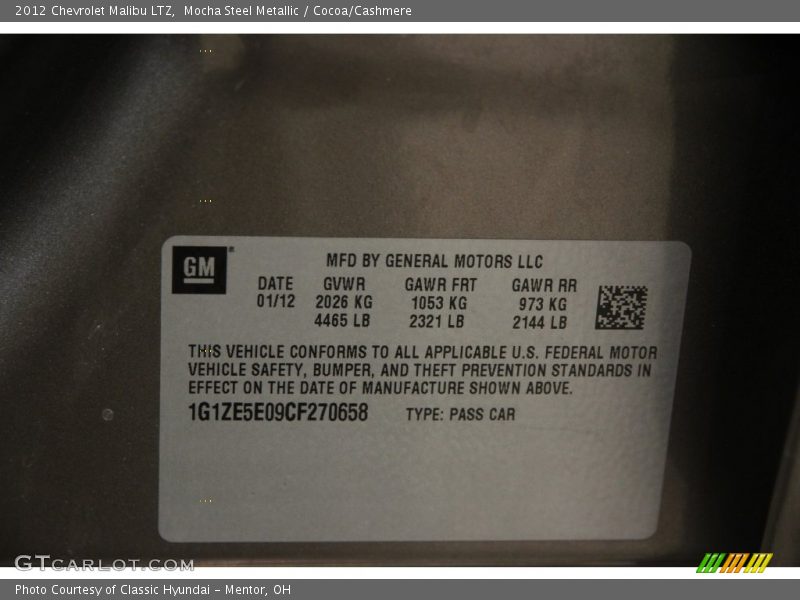 2012 Chevrolet Malibu LTZ, Mocha Steel Metallic / Cocoa/Cashmere
GM
MFD BY GENERAL MOTORS LLC
DATE GVWR GAWR FRT GAWR RR
01/12 2026 KG 1053 KG 973 KG
4465 LB 2321 LB 2144 LB
THIS VEHICLE CONFORMS TO ALL APPLICABLE U.S. FEDERAL MOTOR
VEHICLE SAFETY, BUMPER, AND THEFT PREVENTION STANDARDS IN
EFFECT ON THE DATE OF MANUFACTURE SHOWN ABOVE.
1G1ZE5E09CF270658 TYPE: PASS CAR
GTCARLOT.COM
Photo Courtesy of Classic Hyundai - Mentor, OH